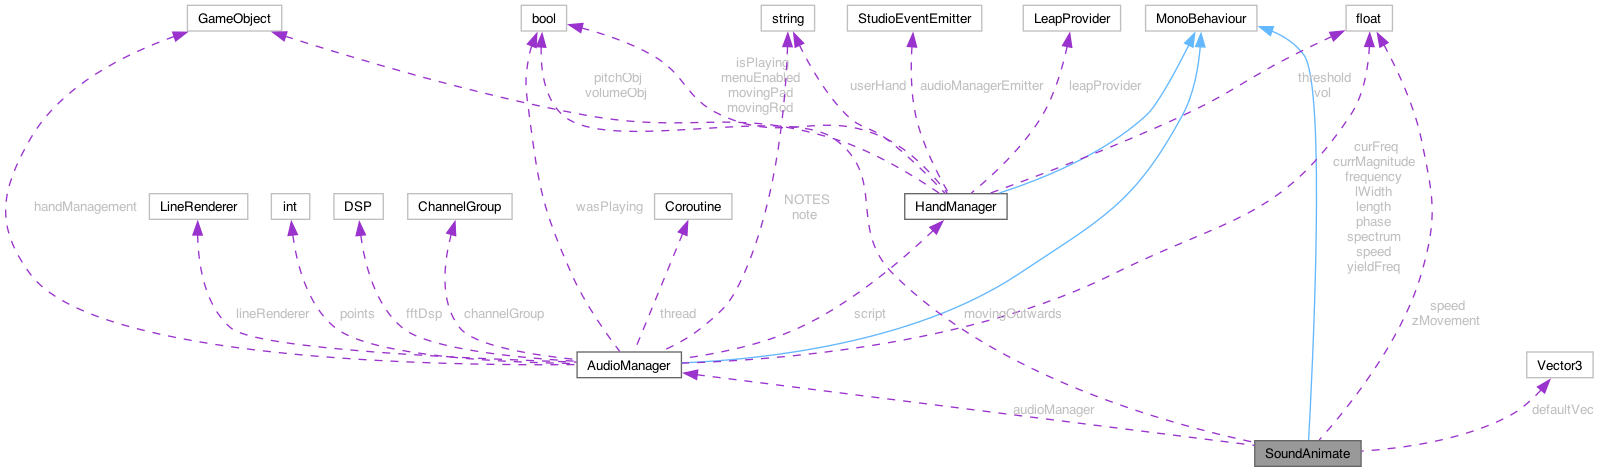 GameObject
bool
string
StudioEventEmitter
LeapProvider
MonoBehaviour
float
pitchObj
volumeObj
isPlaying
menuEnabled
movingPad
movingRod
userHand
audioManagerEmitter
leapProvider
threshold
vol
handManagement
LineRenderer
int
DSP
ChannelGroup
wasPlaying
Coroutine
NOTES
note
HandManager
curFreq
currMagnitude
frequency
lWidth
length
phase
spectrum
speed
yieldFreq
lineRenderer
points
fftDsp
channelGroup
thread
script
movingOutwards
speed
zMovement
AudioManager
Vector3
audioManager
defaultVec
SoundAnimate